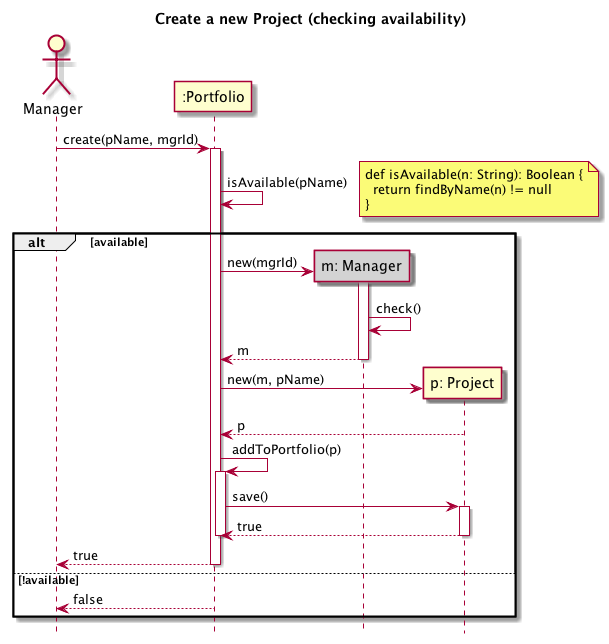 Create a new Project (checking availability)
Manager
:Portfolio
create(pName, mgrId)
def isAvailable(n: String): Boolean {
return findByName(n) != null
}
isAvailable(pName)
alt
[available]
new(mgrId)
m: Manager
check()
m
new(m, pName)
p: Project
p
addToPortfolio(p)
save()
true
true
[!available]
false